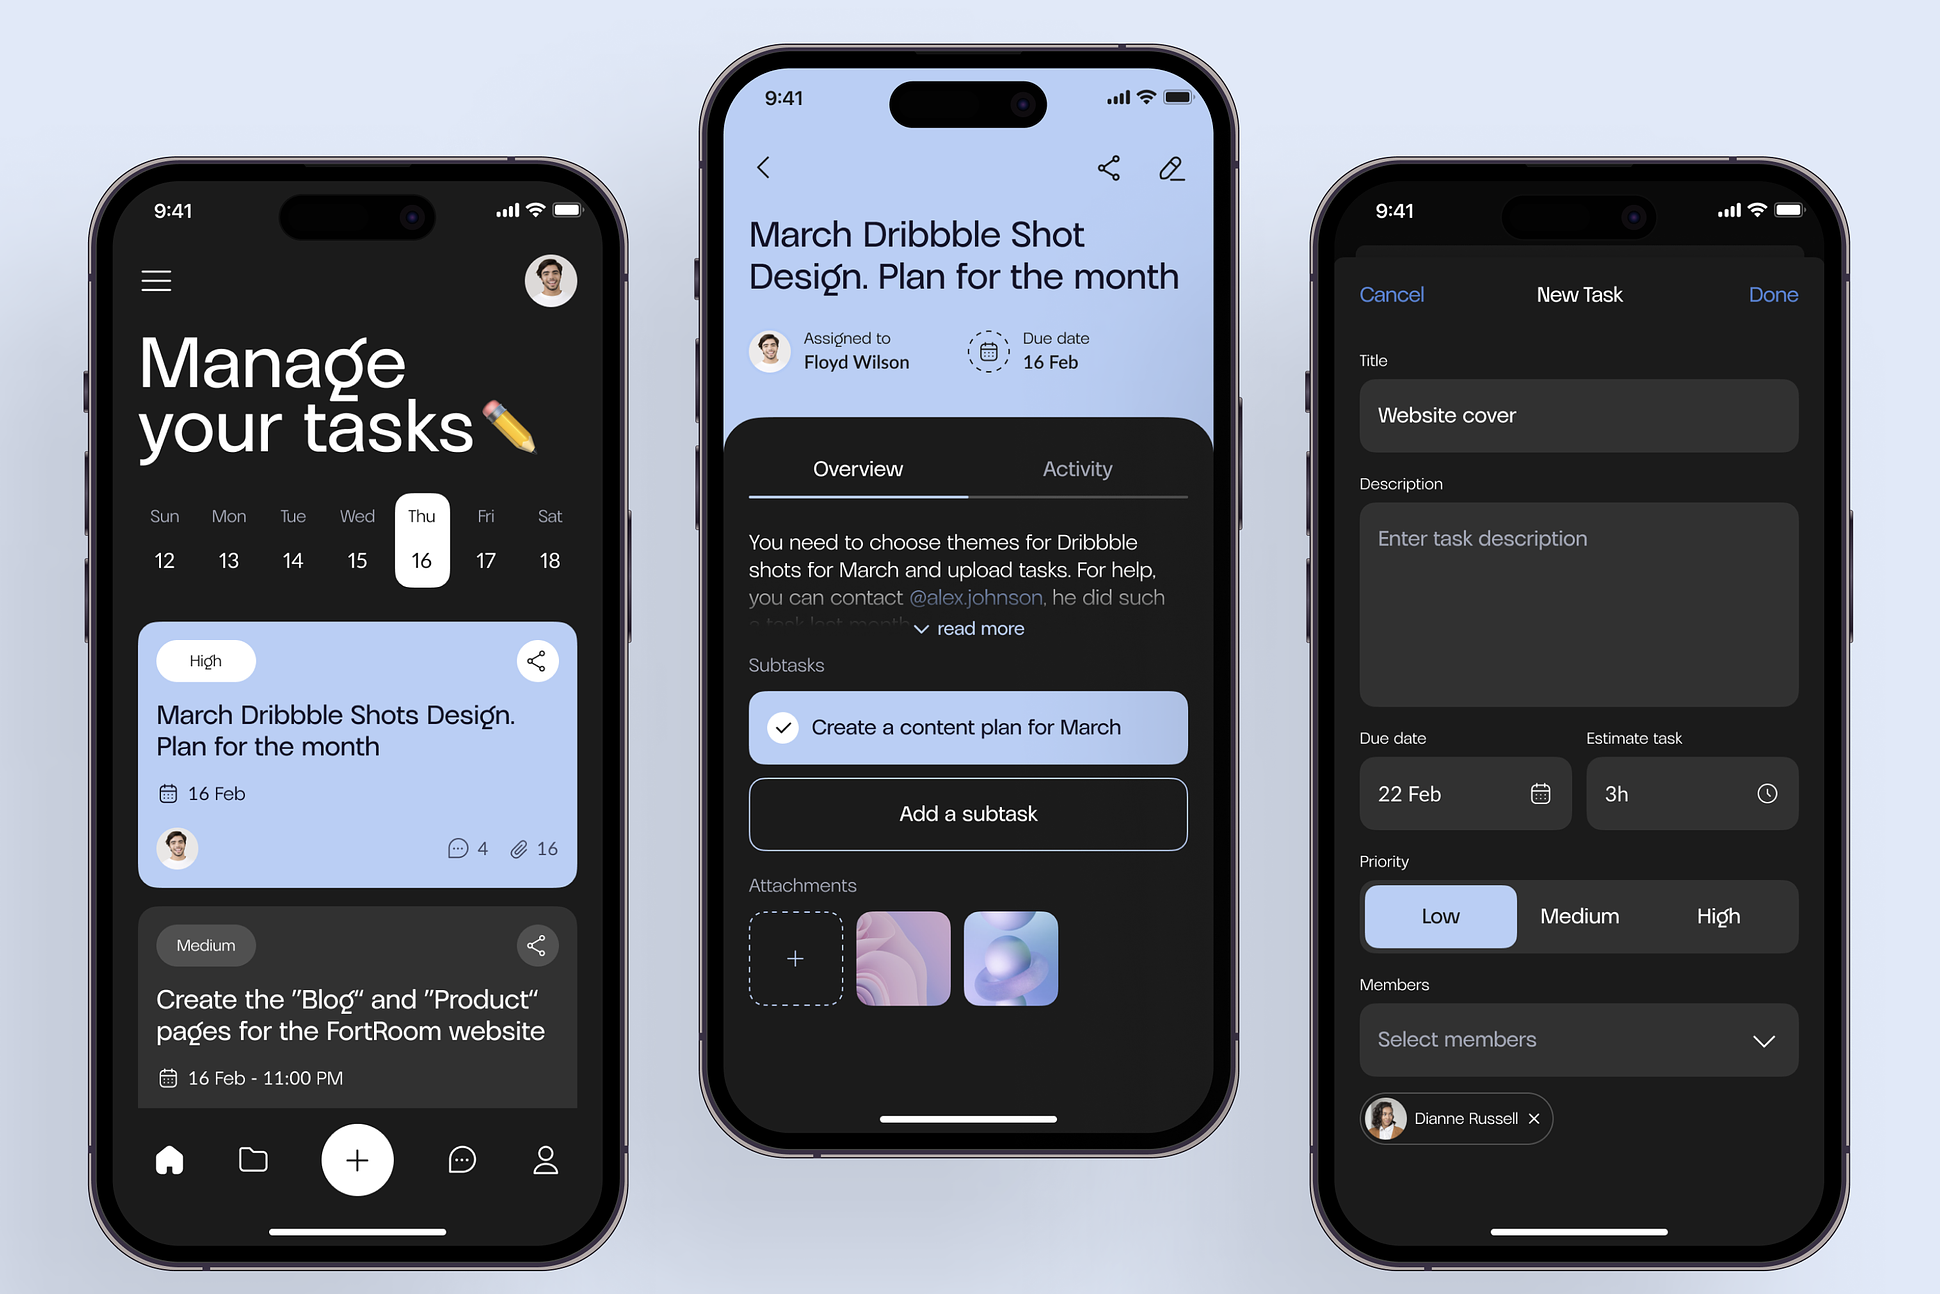 9:41
Manage
your tasks
Sun Mon Tue Wed Thu Fri Sat
12 13 14 15 16 17 18
High
March Dribbble Shots Design.
Plan for the month
16 Feb
4 16
Medium
Create the ”Blog“ and ”Product“
pages for the FortRoom website
16 Feb - 11:00 PM
9:41
March Dribbble Shot
Design. Plan for the month
Assigned to
Floyd Wilson
Due date
16 Feb
Overview Activity
You need to choose themes for Dribbble
shots for March and upload tasks. For help,
you can contact @alex.johnson, he did such
a task last month
read more
Subtasks
Create a content plan for March
Add a subtask
Attachments
9:41
Cancel New Task Done
Title
Website cover
Description
Enter task description
Due date Estimate task
22 Feb 3h
Priority
Low Medium High
Members
Select members
Dianne Russell